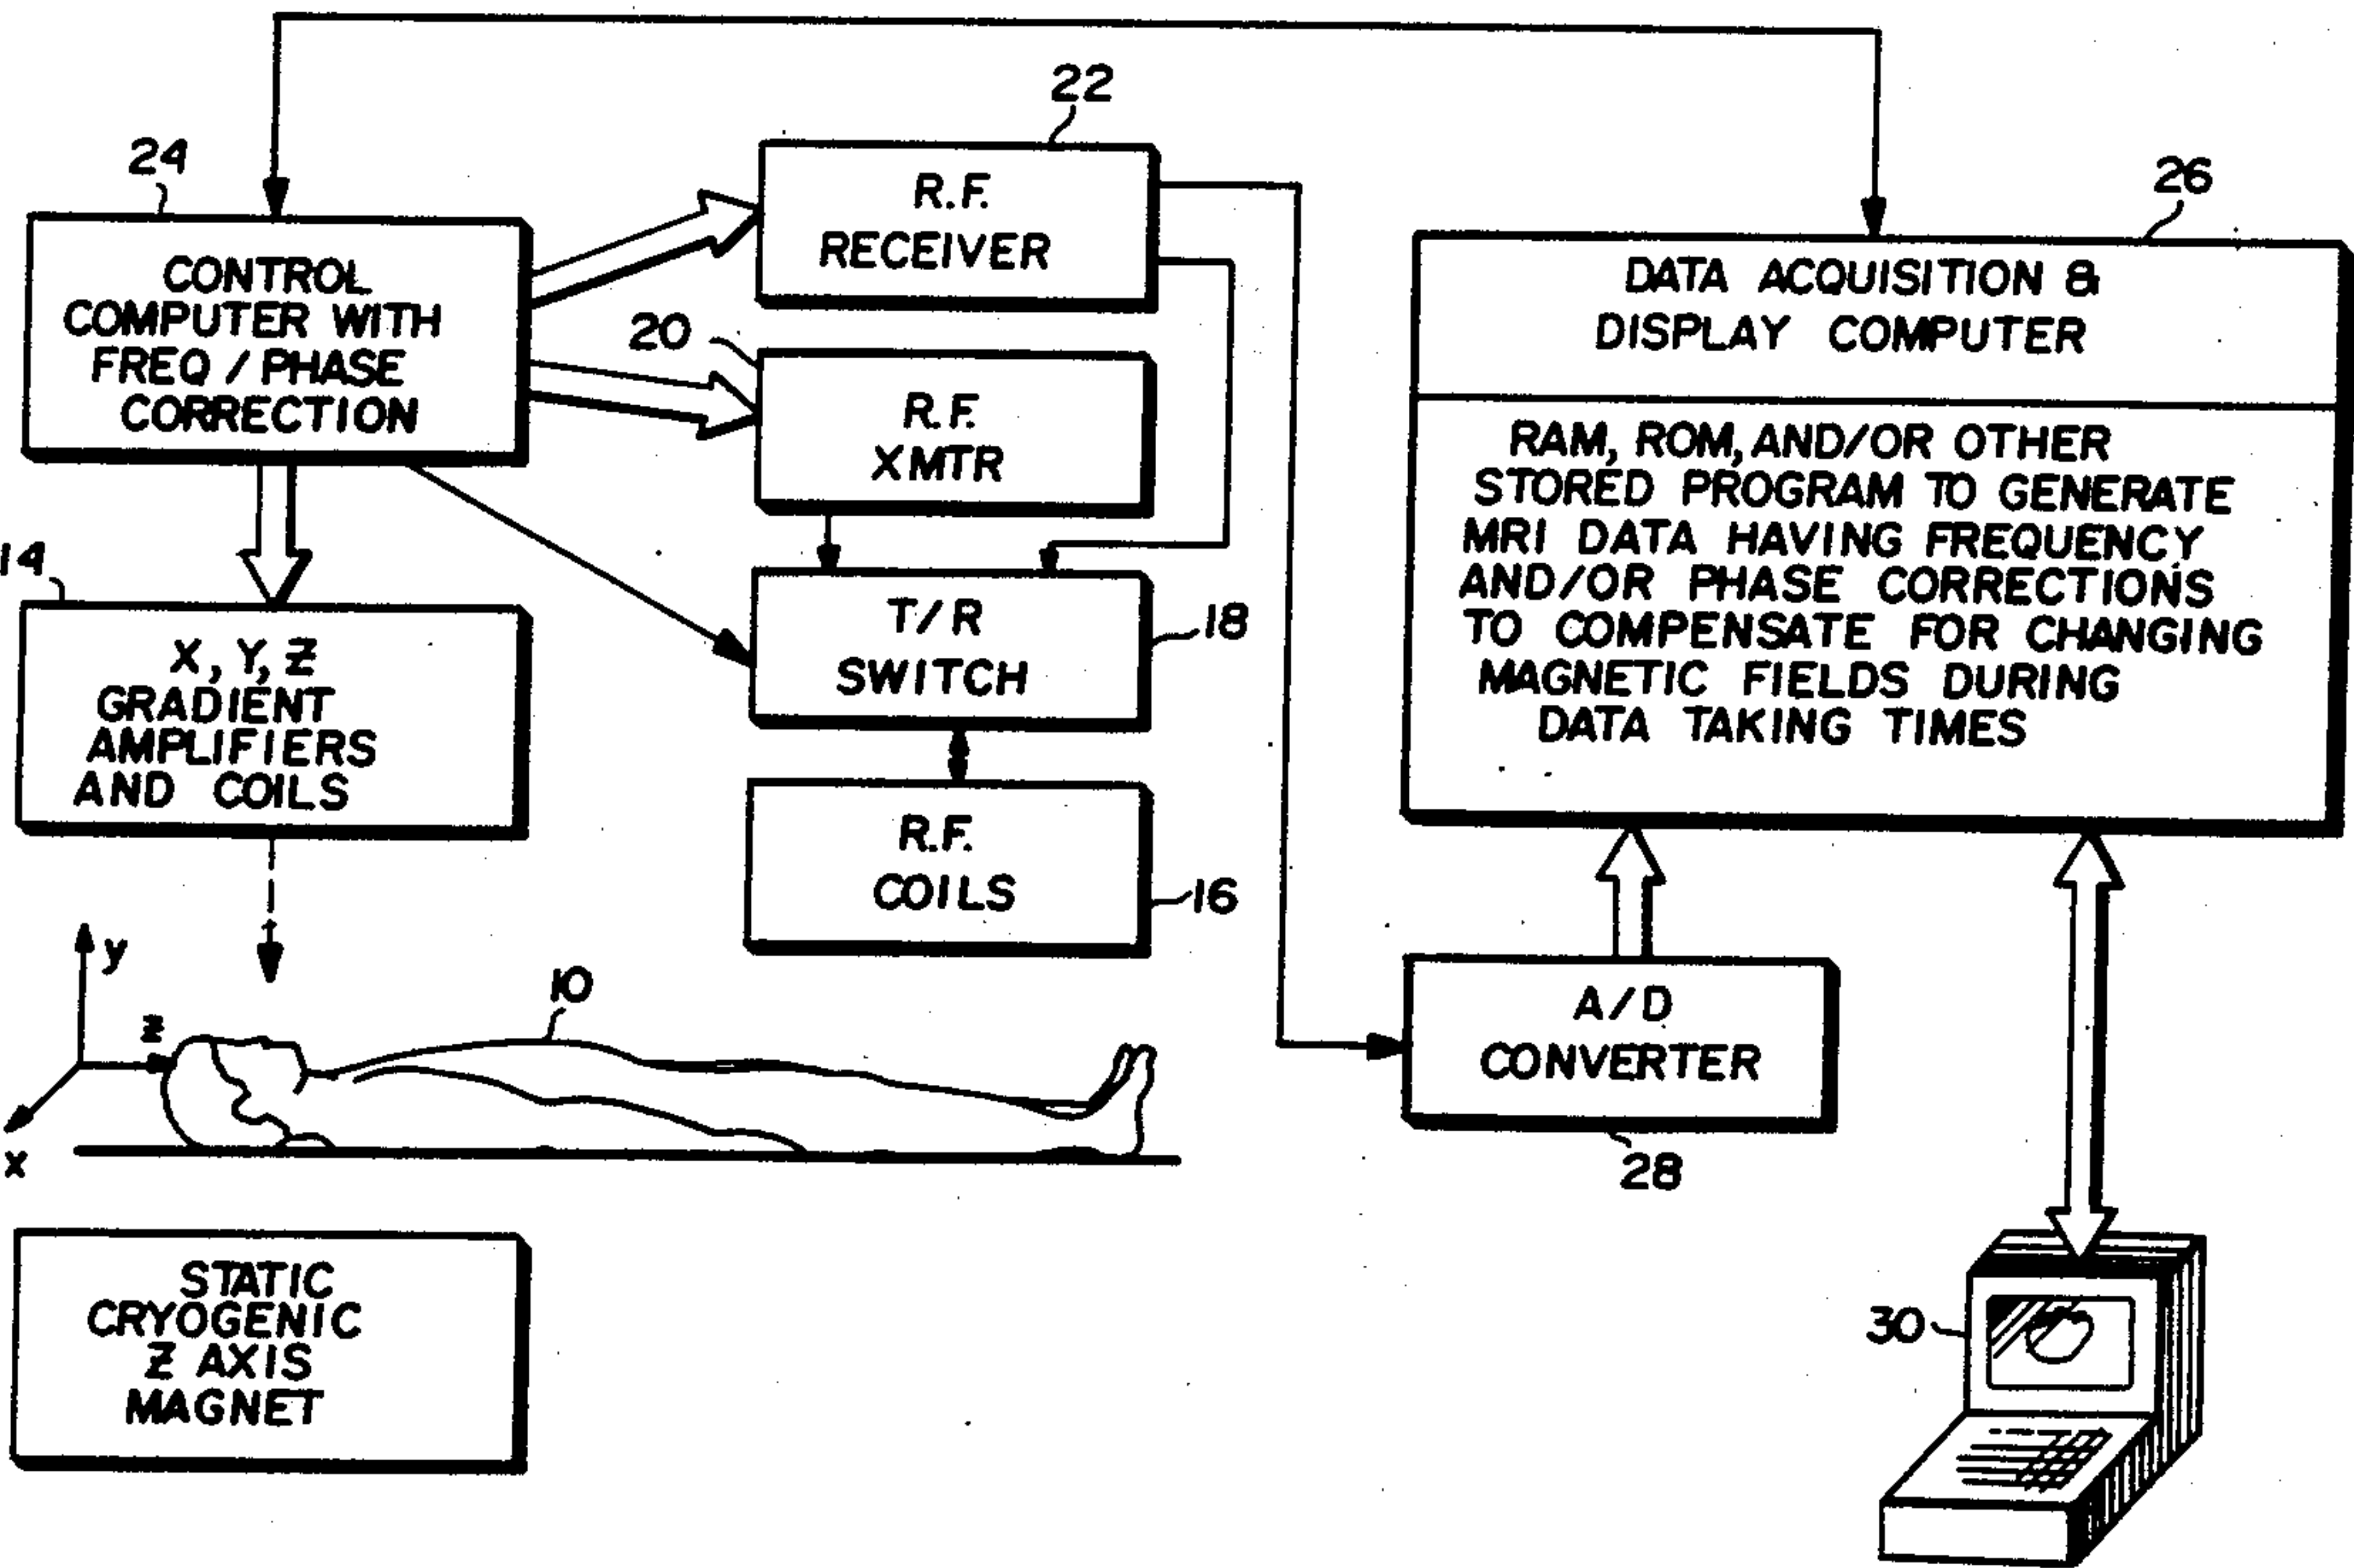 22
24
26
R.F.
RECEIVER
CONTROL
COMPUTER WITH
FREQ / PHASE
CORRECTION
20
R.F.
XMTR
DATA ACQUISITION &
DISPLAY COMPUTER
RAM, ROM, AND/OR OTHER
STORED PROGRAM TO GENERATE
MRI DATA HAVING FREQUENCY
AND/OR PHASE CORRECTIONS
TO COMPENSATE FOR CHANGING
MAGNETIC FIELDS DURING
DATA TAKING TIMES
14
X, Y, Z
GRADIENT
AMPLIFIERS
AND COILS
T/R
SWITCH
18
R.F.
COILS
16
y
z
x
10
A/D
CONVERTER
28
STATIC
CRYOGENIC
Z AXIS
MAGNET
30